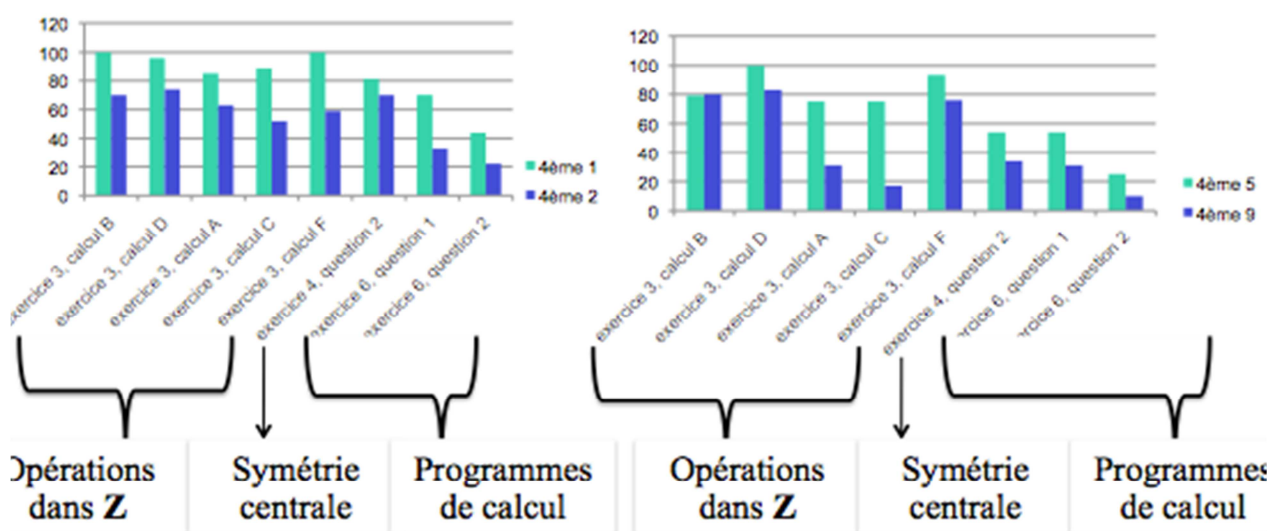 120
100
80
60
40
20
0
4ème 1
4ème 2
exercice 3, calcul B
exercice 3, calcul D
exercice 3, calcul A
exercice 3, calcul C
exercice 3, calcul F
exercice 4, question 2
exercice 6, question 1
exercice 6, question 2
120
100
80
60
40
20
0
4ème 5
4ème 9
exercice 3, calcul B
exercice 3, calcul D
exercice 3, calcul A
exercice 3, calcul C
exercice 3, calcul F
exercice 4, question 2
ercice 6, question 1
ercice 6, question 2
Opérations
dans Z
Symétrie
centrale
Programmes
de calcul
Opérations
dans Z
Symétrie
centrale
Programmes
de calcul